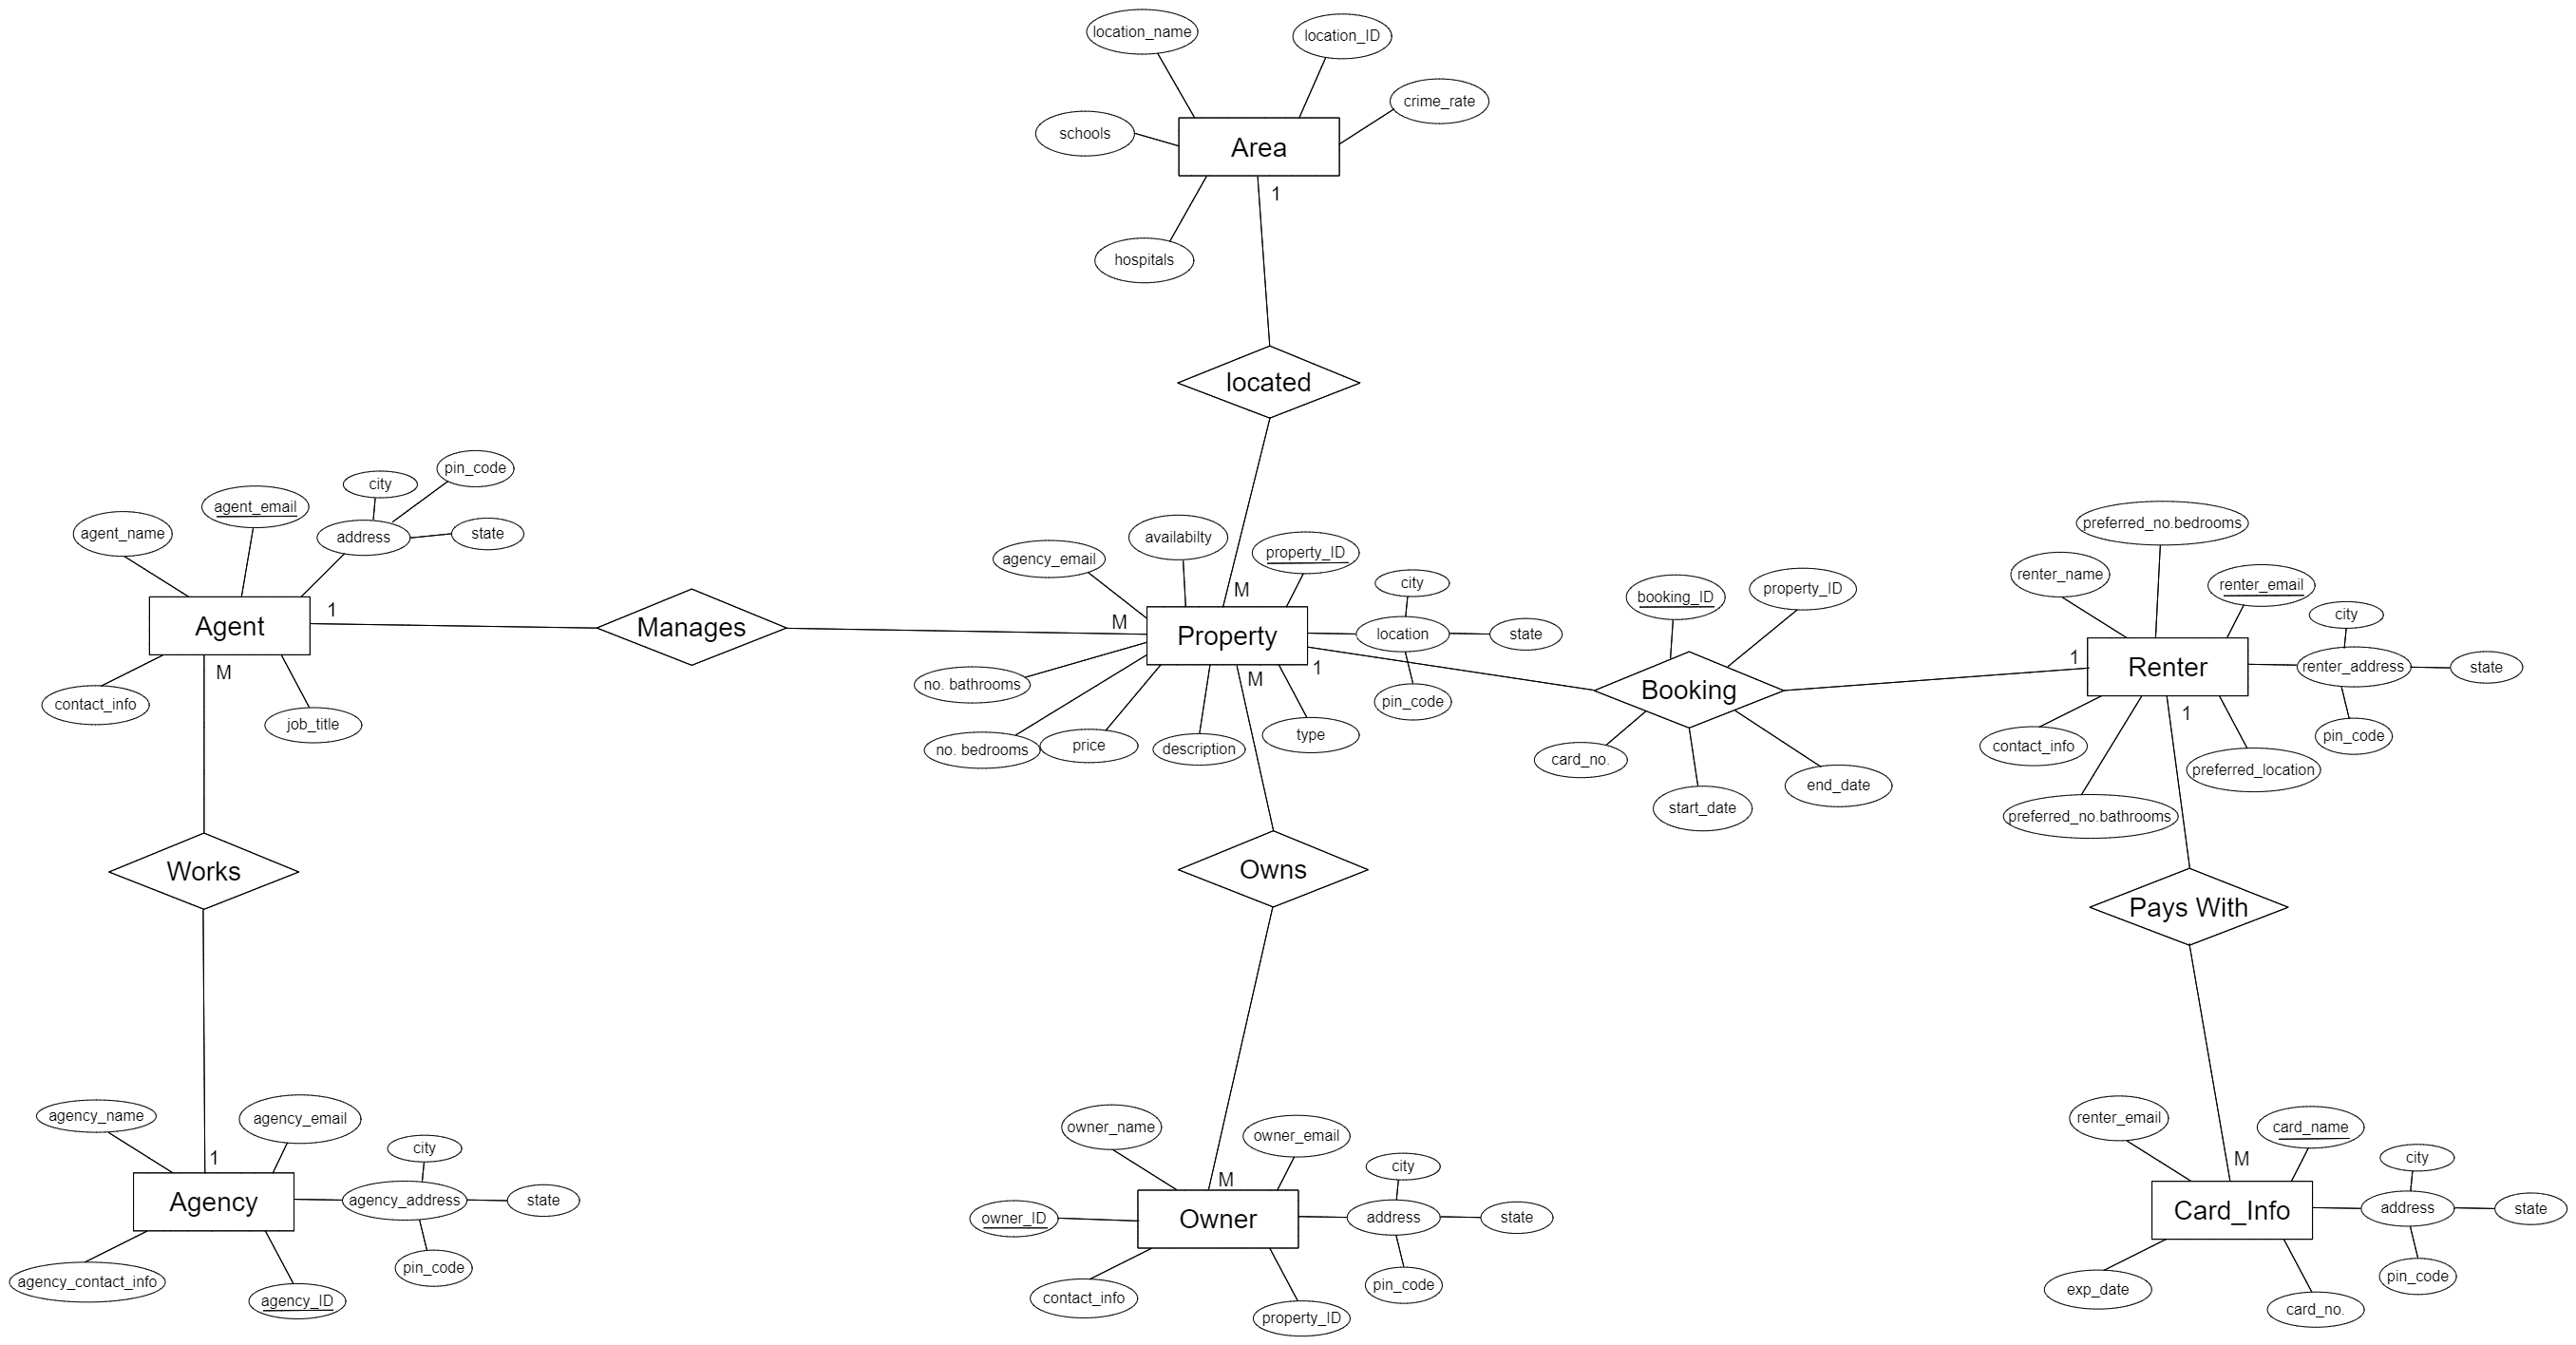 location_name
location_ID
crime_rate
schools
Area
1
hospitals
located
pin_code
city
agent_email
agent_name
address
state
agency_email
availabilty
property_ID
M
city
Agent
1
Manages
M
Property
location
state
1
M
pin_code
contact_info
M
job_title
no. bathrooms
no. bedrooms
price
description
type
booking_ID
property_ID
Booking
card_no.
start_date
end_date
preferred_no.bedrooms
renter_name
renter_email
city
1
Renter
renter_address
state
contact_info
1
pin_code
preferred_location
preferred_no.bathrooms
Works
Owns
Pays With
agency_name
agency_email
city
1
Agency
agency_address
state
pin_code
agency_contact_info
agency_ID
owner_name
owner_email
city
M
owner_ID
Owner
address
state
contact_info
property_ID
pin_code
renter_email
card_name
city
M
Card_Info
address
state
exp_date
card_no.
pin_code